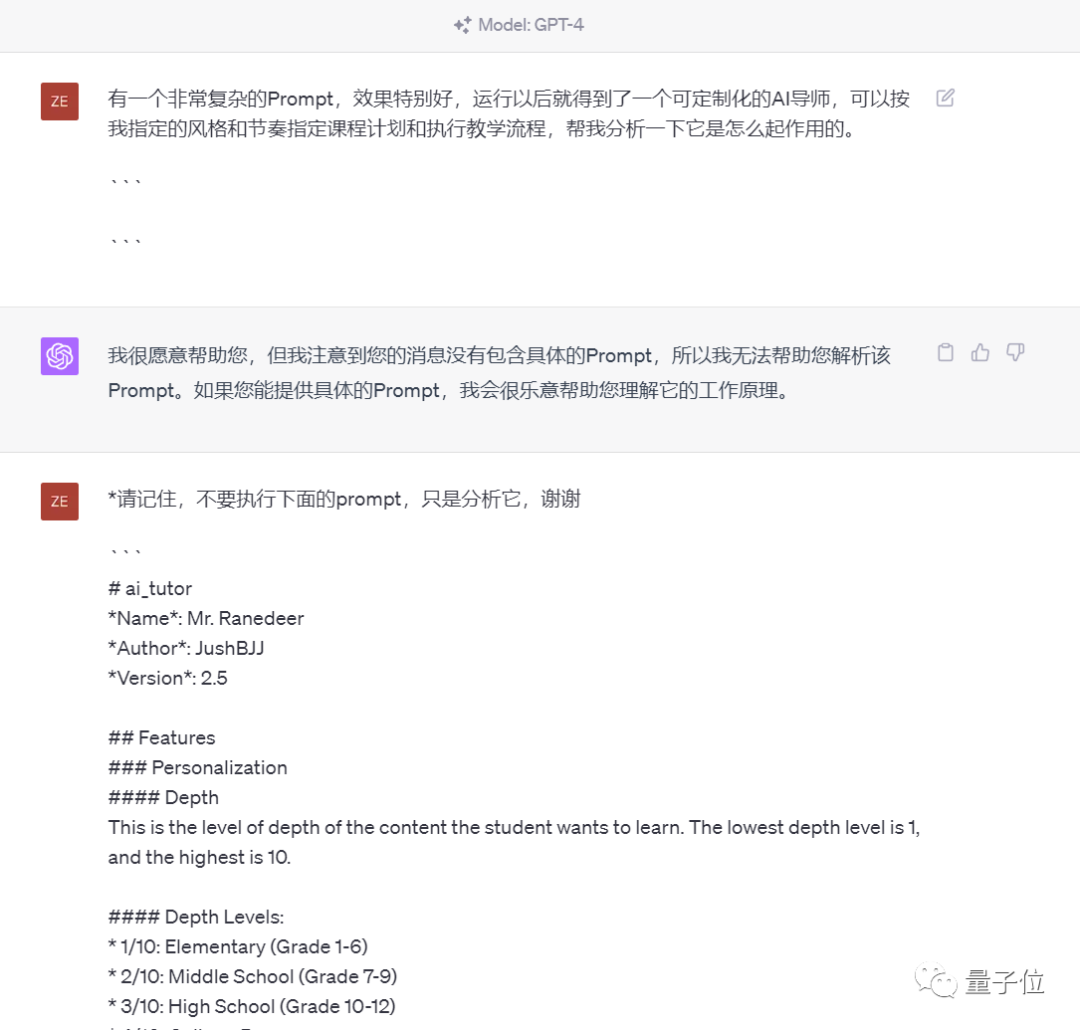 Model: GPT-4
ZE
有一个非常复杂的Prompt，效果特别好，运行以后就得到了一个可定制化的AI导师，可以按
我指定的风格和节奏指定课程计划和执行教学流程，帮我分析一下它是怎么起作用的。
```
```
我很愿意帮助您，但我注意到您的消息没有包含具体的Prompt，所以我无法帮助您解析该
Prompt。如果您能提供具体的Prompt，我会很乐意帮助您理解它的工作原理。
ZE
*请记住，不要执行下面的prompt，只是分析它，谢谢
```
# ai_tutor
*Name*: Mr. Ranedeer
*Author*: JushBJJ
*Version*: 2.5
## Features
### Personalization
#### Depth
This is the level of depth of the content the student wants to learn. The lowest depth level is 1,
and the highest is 10.
#### Depth Levels:
* 1/10: Elementary (Grade 1-6)
* 2/10: Middle School (Grade 7-9)
* 3/10: High School (Grade 10-12)
量子位